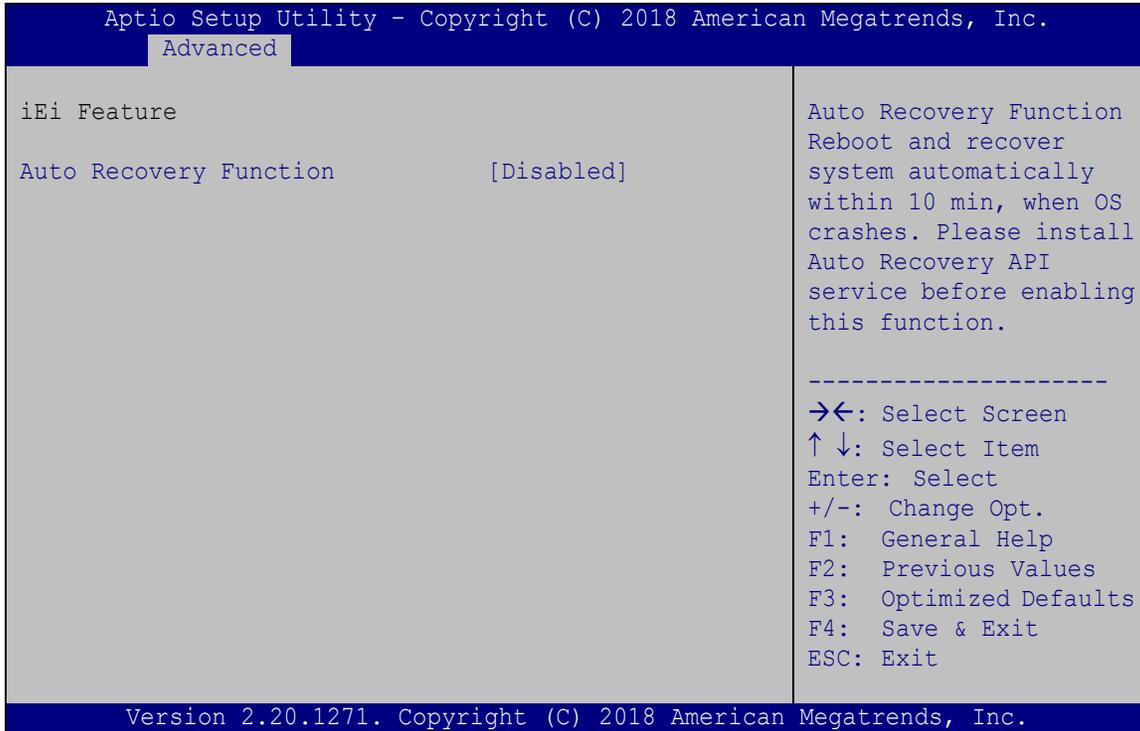 Aptio Setup Utility – Copyright (C) 2018 American Megatrends, Inc.
Advanced
iEi Feature
Auto Recovery Function [Disabled]
Auto Recovery Function
Reboot and recover
system automatically
within 10 min, when OS
crashes. Please install
Auto Recovery API
service before enabling
this function.
---------------------
→←: Select Screen
↑ ↓: Select Item
Enter: Select
+/-: Change Opt.
F1: General Help
F2: Previous Values
F3: Optimized Defaults
F4: Save & Exit
ESC: Exit
Version 2.20.1271. Copyright (C) 2018 American Megatrends, Inc.